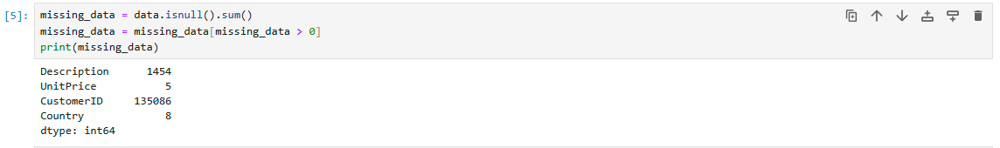 [5]: missing_data = data.isnull().sum()
missing_data = missing_data[missing_data > 0]
print(missing_data)
Description 1454
UnitPrice 5
CustomerID 135086
Country 8
dtype: int64